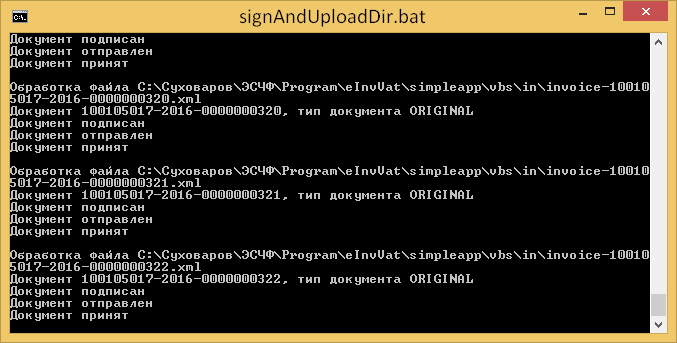 signAndUploadDir.bat
Документ подписан
Документ отправлен
Документ принят
Обработка файла C:\Суховаров\ЭСЧФ\Program\eInvVat\simpleapp\vbs\in\invoice-10010
5017-2016-0000000320.xml
Документ 100105017-2016-0000000320, тип документа ORIGINAL
Документ подписан
Документ отправлен
Документ принят
Обработка файла C:\Суховаров\ЭСЧФ\Program\eInvVat\simpleapp\vbs\in\invoice-10010
5017-2016-0000000321.xml
Документ 100105017-2016-0000000321, тип документа ORIGINAL
Документ подписан
Документ отправлен
Документ принят
Обработка файла C:\Суховаров\ЭСЧФ\Program\eInvVat\simpleapp\vbs\in\invoice-10010
5017-2016-0000000322.xml
Документ 100105017-2016-0000000322, тип документа ORIGINAL
Документ подписан
Документ отправлен
Документ принят